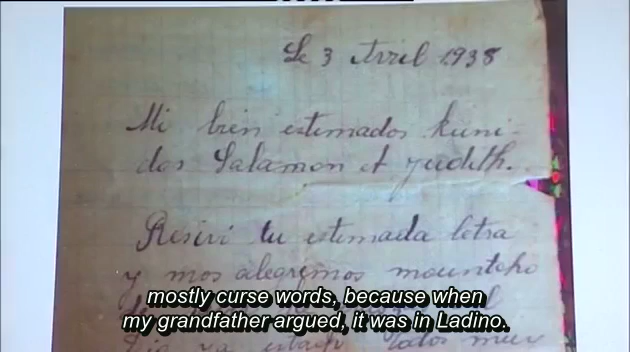 Le 3 Avril 1938
Mi bien estimados kuni-
dos Salamon et Judith.
Resivi tu estimada letra
y mos alegremos mountcho
mostly curse words, because when
my grandfather argued, it was in Ladino.